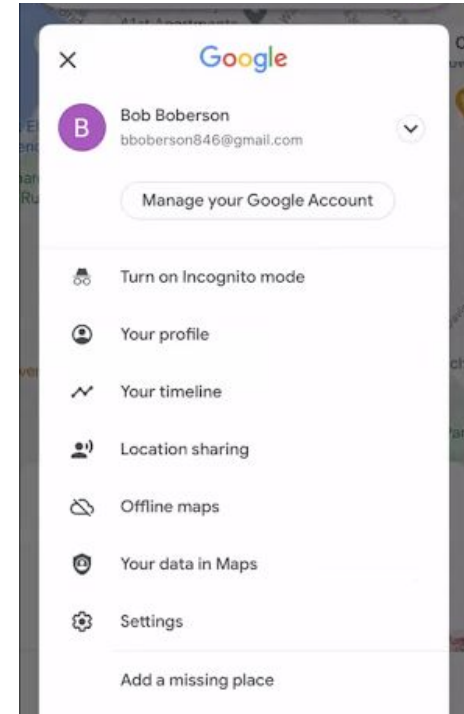 Google
Bob Boberson
B
bboberson846@gmail.com
Manage your Google Account
Turn on Incognito mode
Your profile
Your timeline
Location sharing
Offline maps
Your data in Maps
Settings
Add a missing place